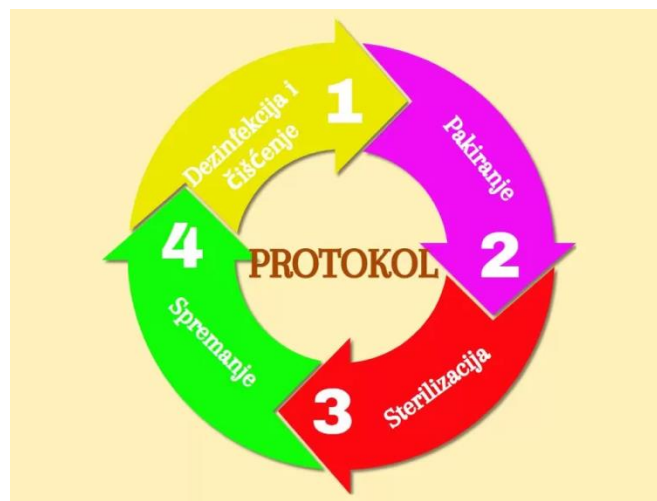 1
Dezinfekcija i
čišćenje
2
Pakiranje
3
Sterilizacija
4
Spremanje
PROTOKOL